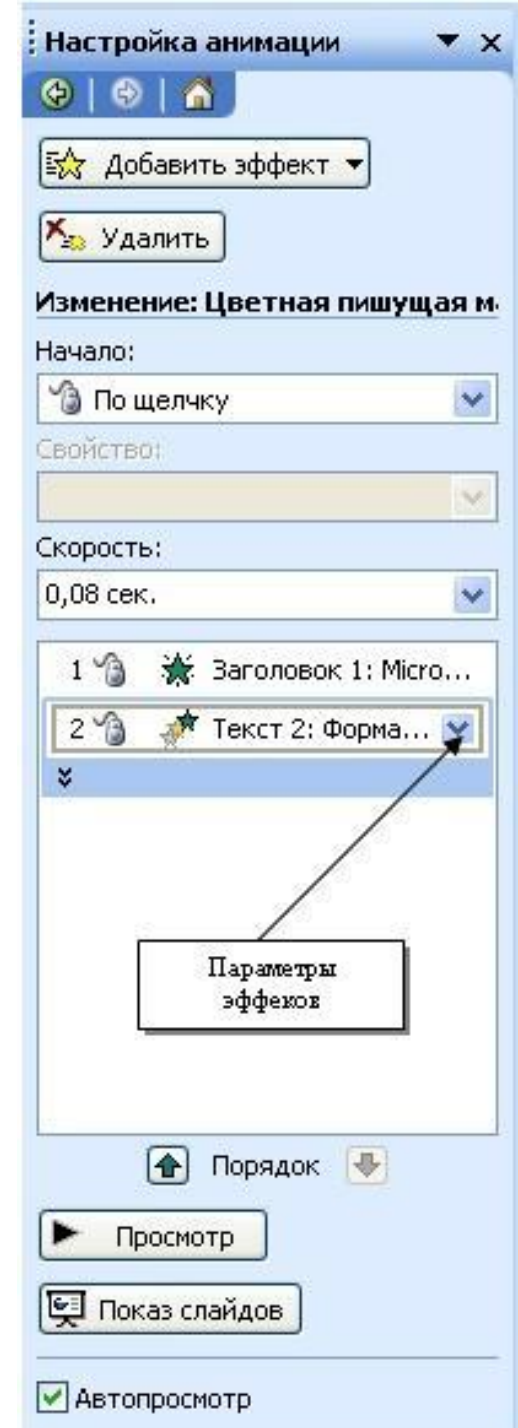 Настройка анимации
Добавить эффект
Удалить
Изменение: Цветная пишущая м
Начало:
По щелчку
Свойство:
Скорость:
0,08 сек.
1 Заголовок 1: Micro...
2 Текст 2: Форма...
Параметры
эффеков
Порядок
Просмотр
Показ слайдов
Автопросмотр